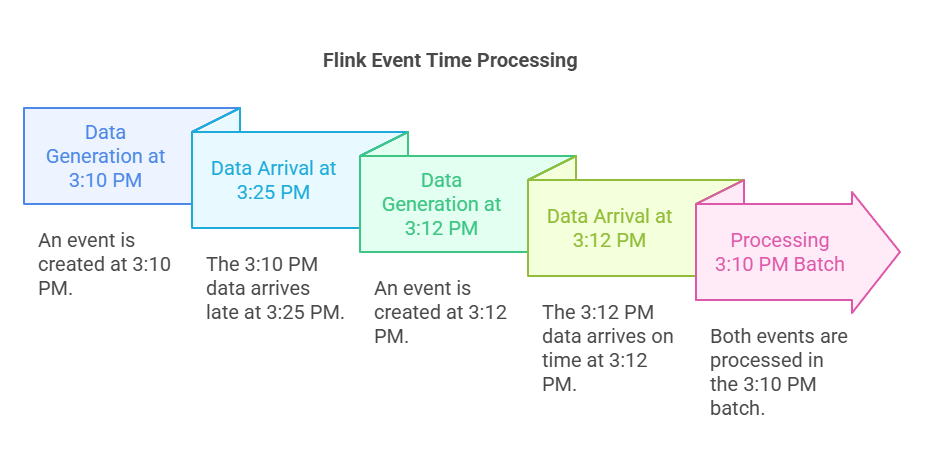 Flink Event Time Processing
Data
Generation at
3:10 PM
An event is
created at 3:10
PM.
Data Arrival at
3:25 PM
The 3:10 PM
data arrives
late at 3:25 PM.
Data
Generation at
3:12 PM
An event is
created at 3:12
PM.
Data Arrival at
3:12 PM
The 3:12 PM
data arrives on
time at 3:12
PM.
Processing
3:10 PM Batch
Both events are
processed in
the 3:10 PM
batch.